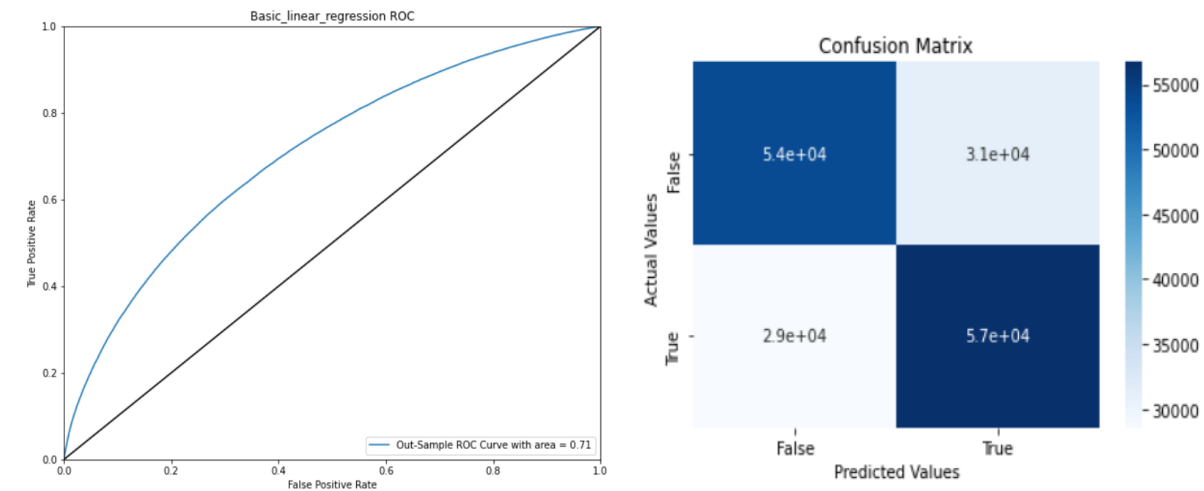 Basic_linear_regression ROC
1.0
0.8
0.6
0.4
0.2
0.0
True Positive Rate
0.0 0.2 0.4 0.6 0.8 1.0
False Positive Rate
Out-Sample ROC Curve with area = 0.71
Confusion Matrix
Actual Values
False
True
5.4e+04 3.1e+04
2.9e+04 5.7e+04
False True
Predicted Values
55000
50000
45000
40000
35000
30000